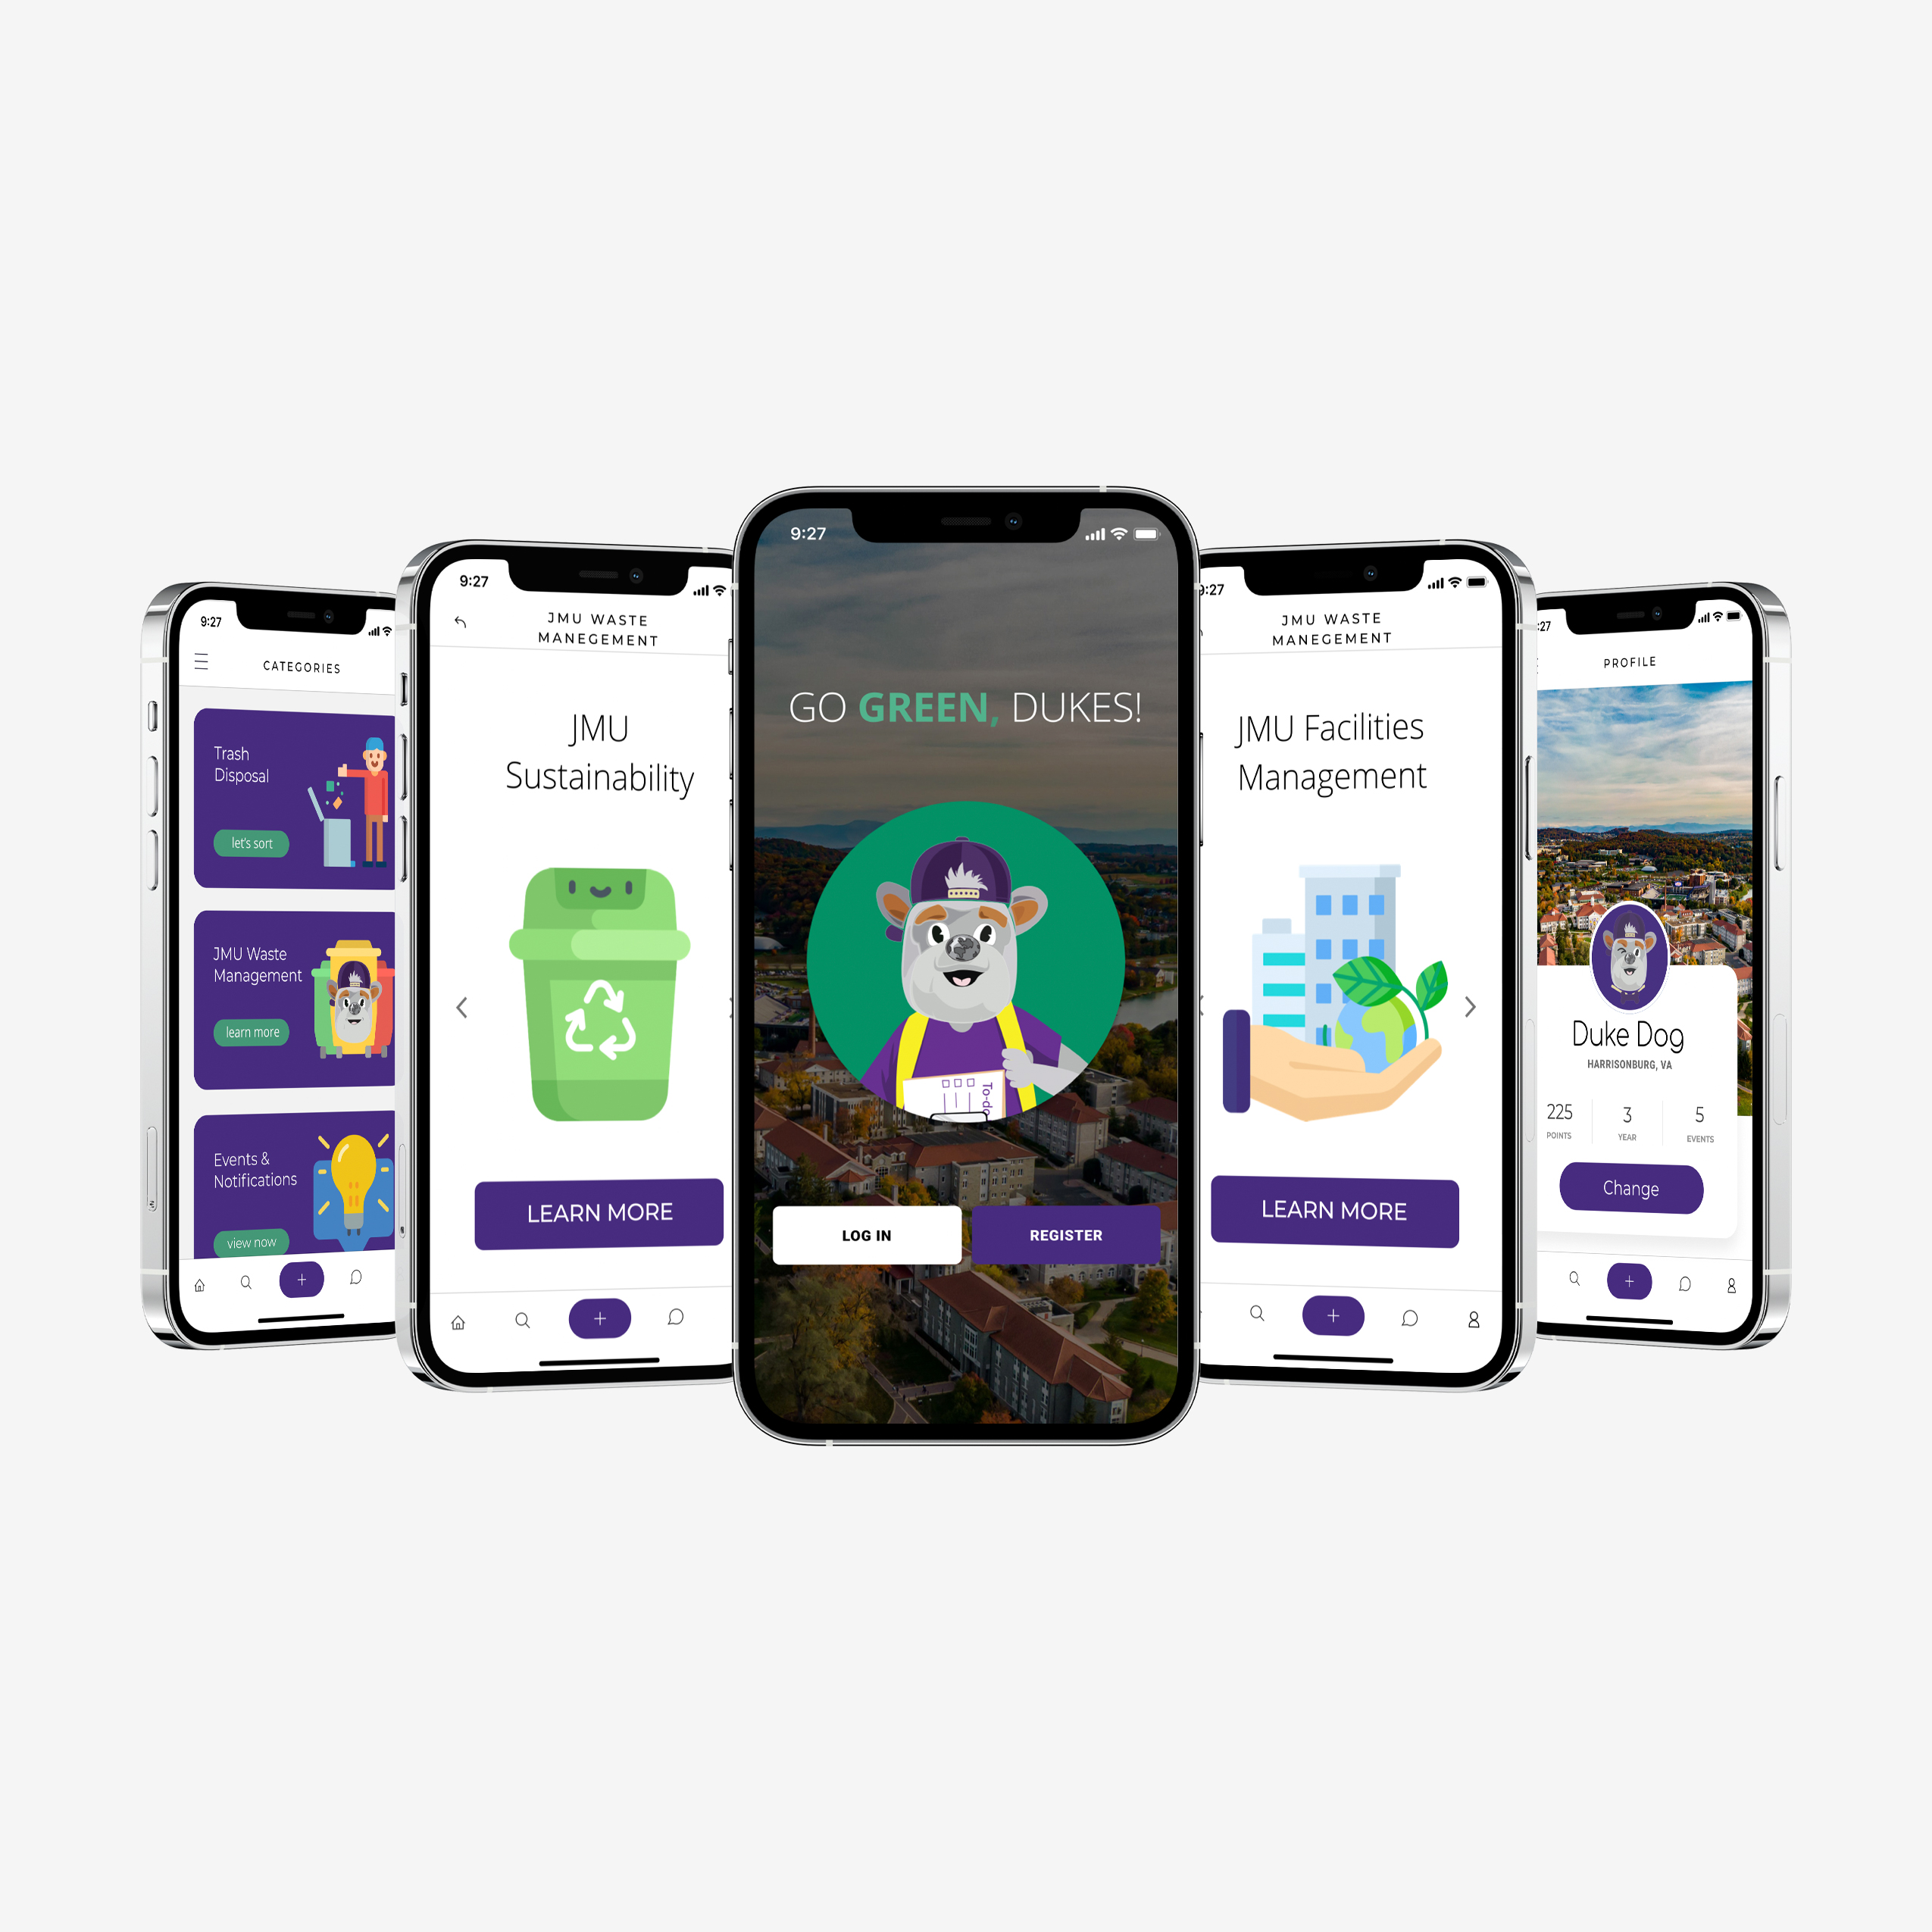 9:27
CATEGORIES
Trash
Disposal
let's sort
JMU Waste
Management
learn more
Events &
Notifications
view now
9:27
JMU WASTE
MANEGEMENT
JMU
Sustainability
LEARN MORE
9:27
GO GREEN, DUKES!
To-do
LOG IN
REGISTER
9:27
JMU WASTE
MANEGEMENT
JMU Facilities
Management
LEARN MORE
:27
PROFILE
Duke Dog
HARRISONBURG, VA
225
3
5
POINTS
YEAR
EVENTS
Change